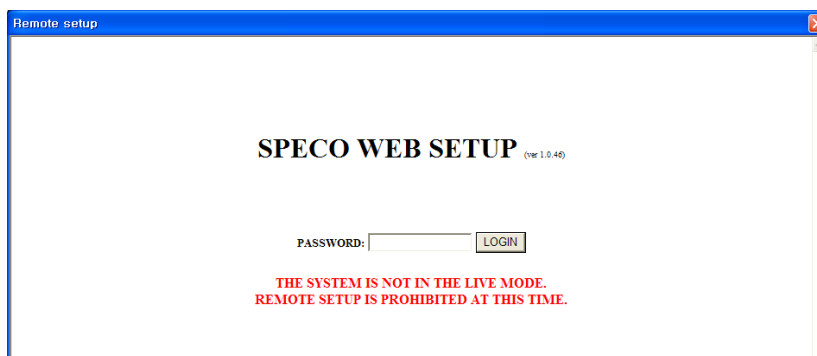 Remote setup
SPECO WEB SETUP (ver 1.0.46)
PASSWORD: LOGIN
THE SYSTEM IS NOT IN THE LIVE MODE.
REMOTE SETUP IS PROHIBITED AT THIS TIME.